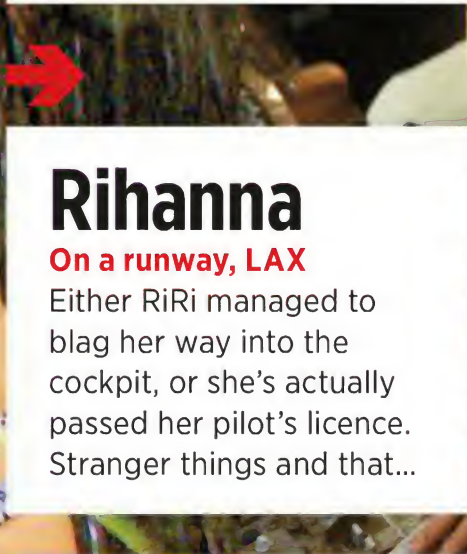 Rihanna
On a runway, LAX
Either RiRi managed to
blag her way into the
cockpit, or she's actually
passed her pilot's licence.
Stranger things and that...